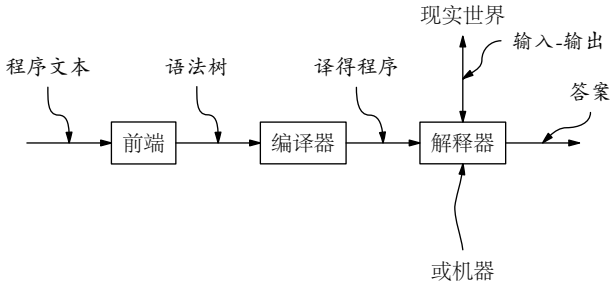 现实世界
输入-输出
程序文本
语法树
译得程序
答案
前端
编译器
解释器
或机器